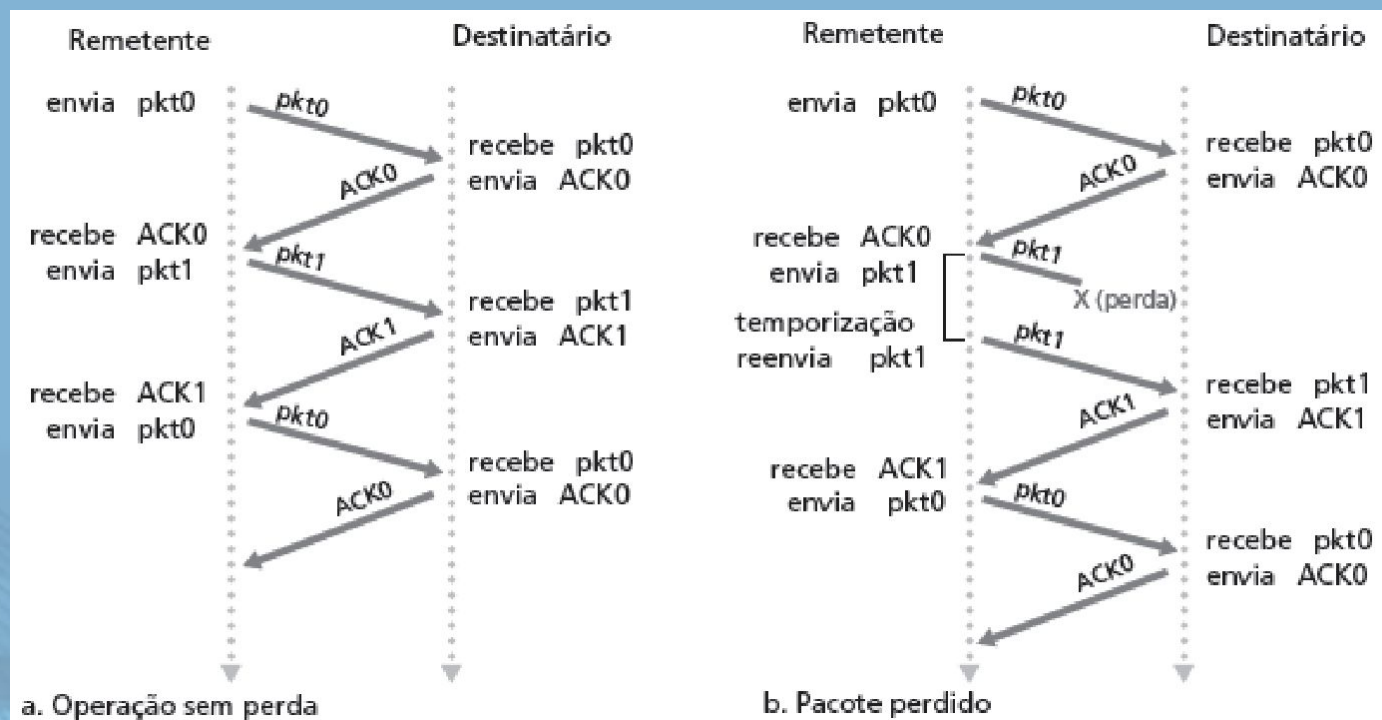 Remetente
Destinatário
envia pkt0
pkt0
recebe pkt0
envia ACK0
ACK0
recebe ACK0
envia pkt1
pkt1
recebe pkt1
envia ACK1
ACK1
recebe ACK1
envia pkt0
pkt0
recebe pkt0
envia ACK0
ACK0
a. Operação sem perda
Remetente
Destinatário
envia pkt0
pkt0
recebe pkt0
envia ACK0
ACK0
recebe ACK0
envia pkt1
pkt1
X (perda)
temporização
reenvia pkt1
pkt1
recebe pkt1
envia ACK1
ACK1
recebe ACK1
envia pkt0
pkt0
recebe pkt0
envia ACK0
ACK0
b. Pacote perdido